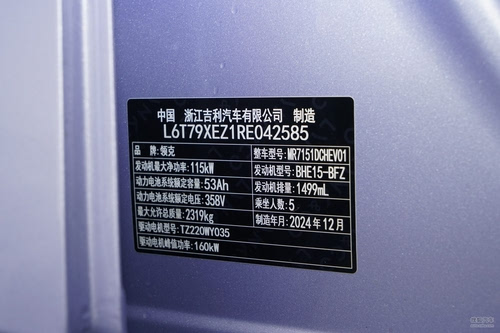 中国 浙江吉利汽车有限公司 制造
L6T79XEZ1RE042585
品 牌:领克 整车型号:MR7151DCHEV01
发动机最大净功率:115kW 发动机型号:BHE15-BFZ
动力电池系统额定容量:53Ah 发动机排量:1499mL
动力电池系统额定电压:358V 乘坐人数:5
最大允许总质量:2319kg 制造年月:2024年12月
驱动电机型号:TZ220WY035
驱动电机峰值功率:160kW